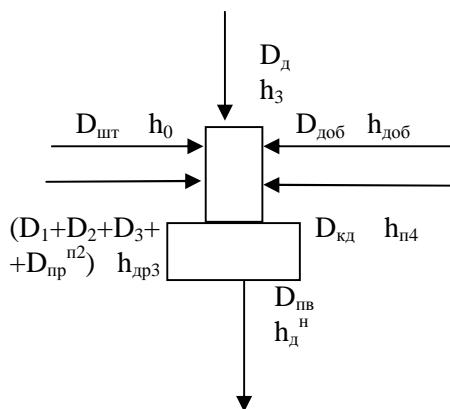 Dд
h3
Dшт h0
Dдоб hдоб
(D1+D2+D3+
+Dпрп2) hдр3
Dкд hп4
Dпв
hдн